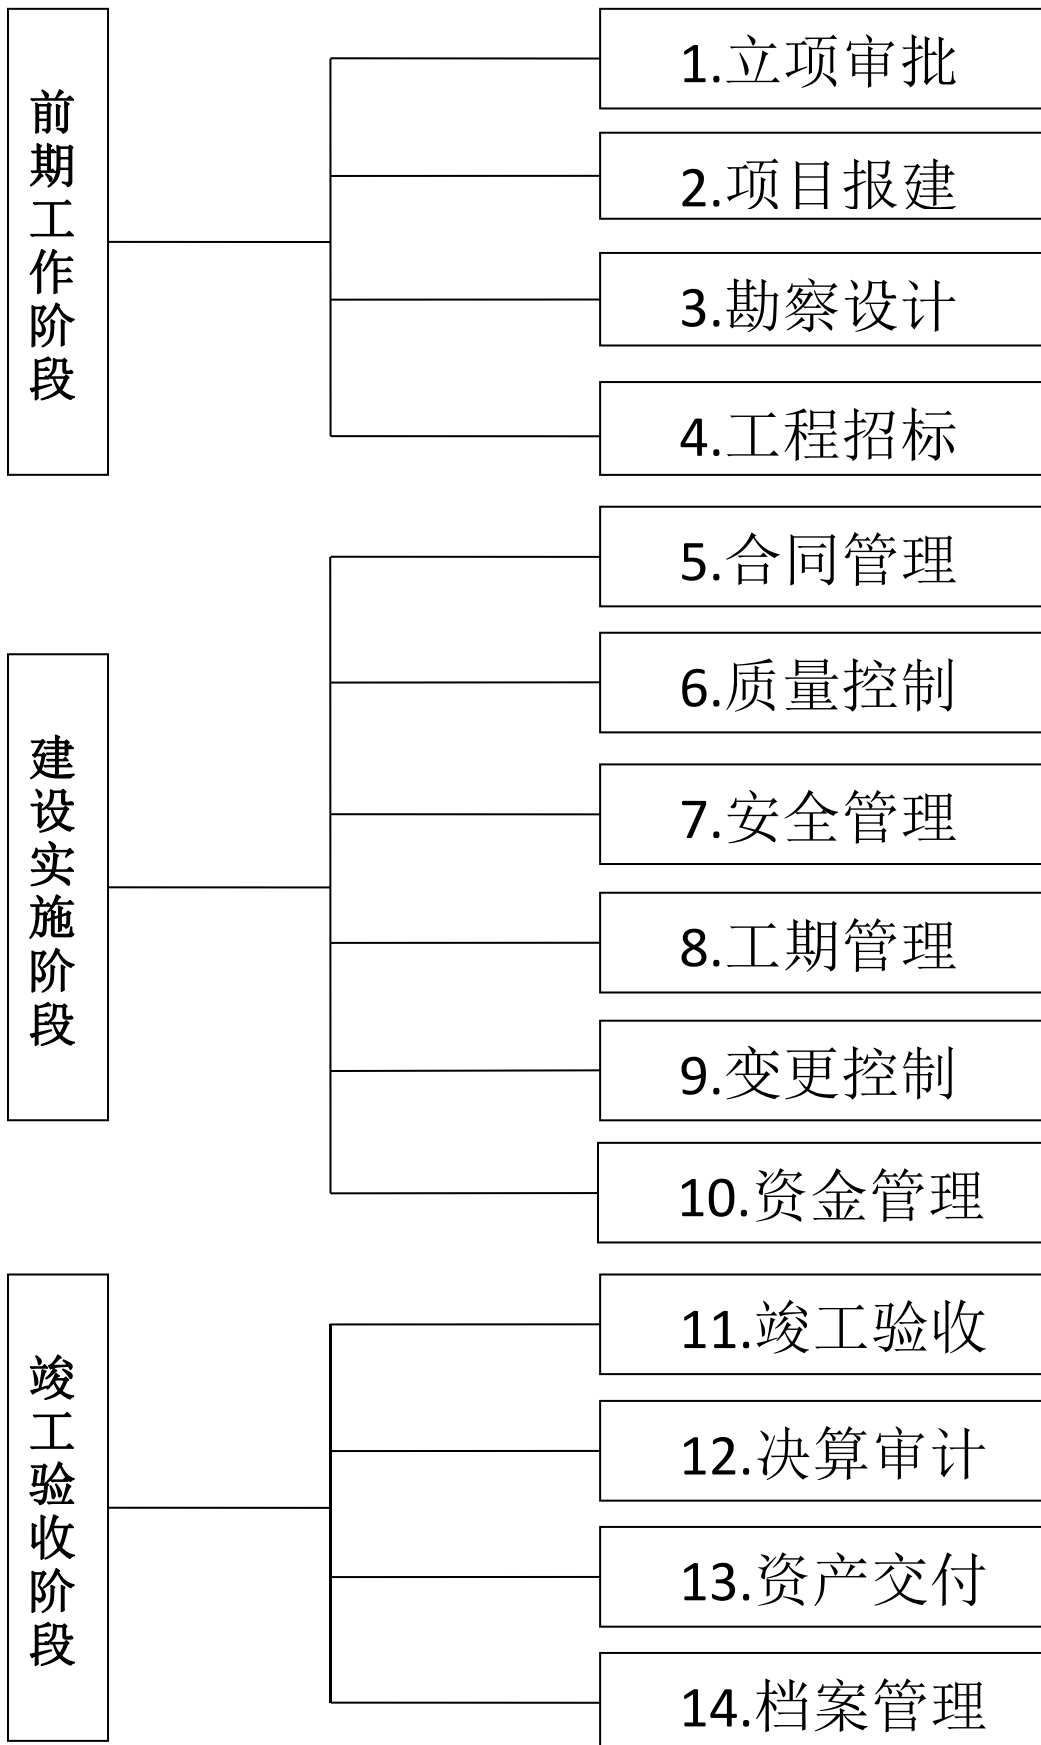 前期工作阶段
1.立项审批
2.项目报建
3.勘察设计
4.工程招标
建设实施阶段
5.合同管理
6.质量控制
7.安全管理
8.工期管理
9.变更控制
10.资金管理
竣工验收阶段
11.竣工验收
12.决算审计
13.资产交付
14.档案管理